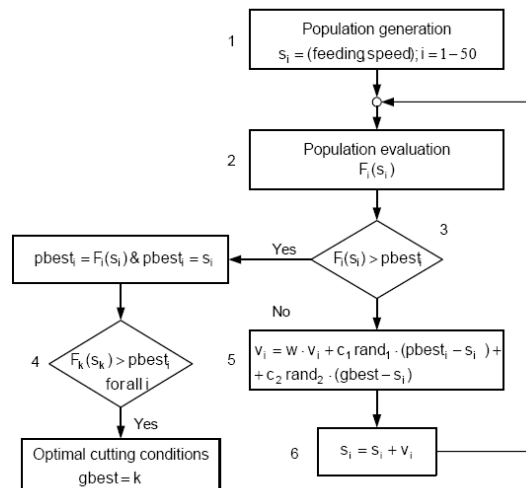 1
Population generation
sᵢ = (feeding,speed); i = 1–50
2
Population evaluation
Fᵢ(sᵢ)
3
Fᵢ(sᵢ) > pbestᵢ
Yes
pbestᵢ = Fᵢ(sᵢ) & pbestᵢ = sᵢ
No
4
Fₖ(sₖ) > pbestᵢ
for all i
Yes
Optimal cutting conditions
gbest = k
5
vᵢ = w · vᵢ + c₁ rand₁ · (pbestᵢ – sᵢ ) +
+ c₂ rand₂ · (gbest – sᵢ)
6
sᵢ = sᵢ + vᵢ